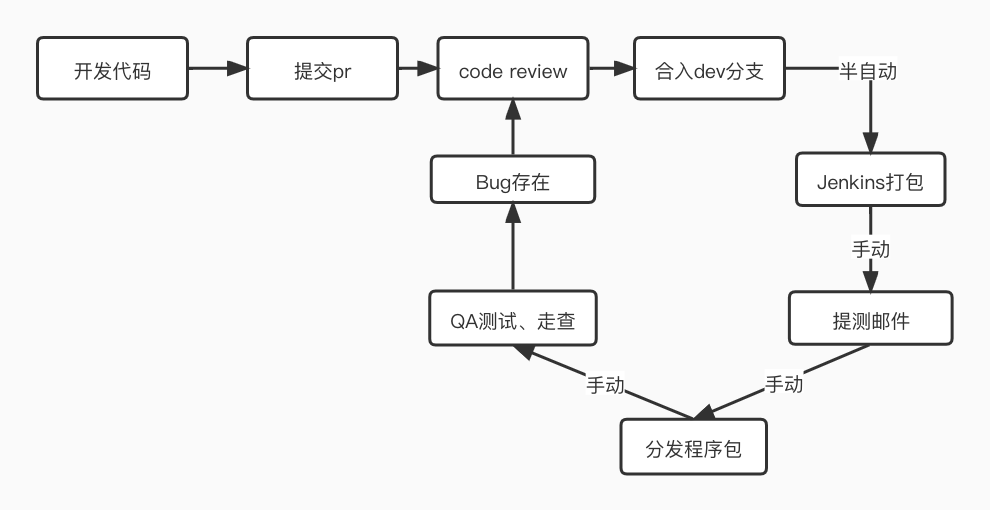 开发代码
提交pr
code review
合入dev分支
半自动
Bug存在
Jenkins打包
手动
QA测试、走查
提测邮件
手动
手动
分发程序包